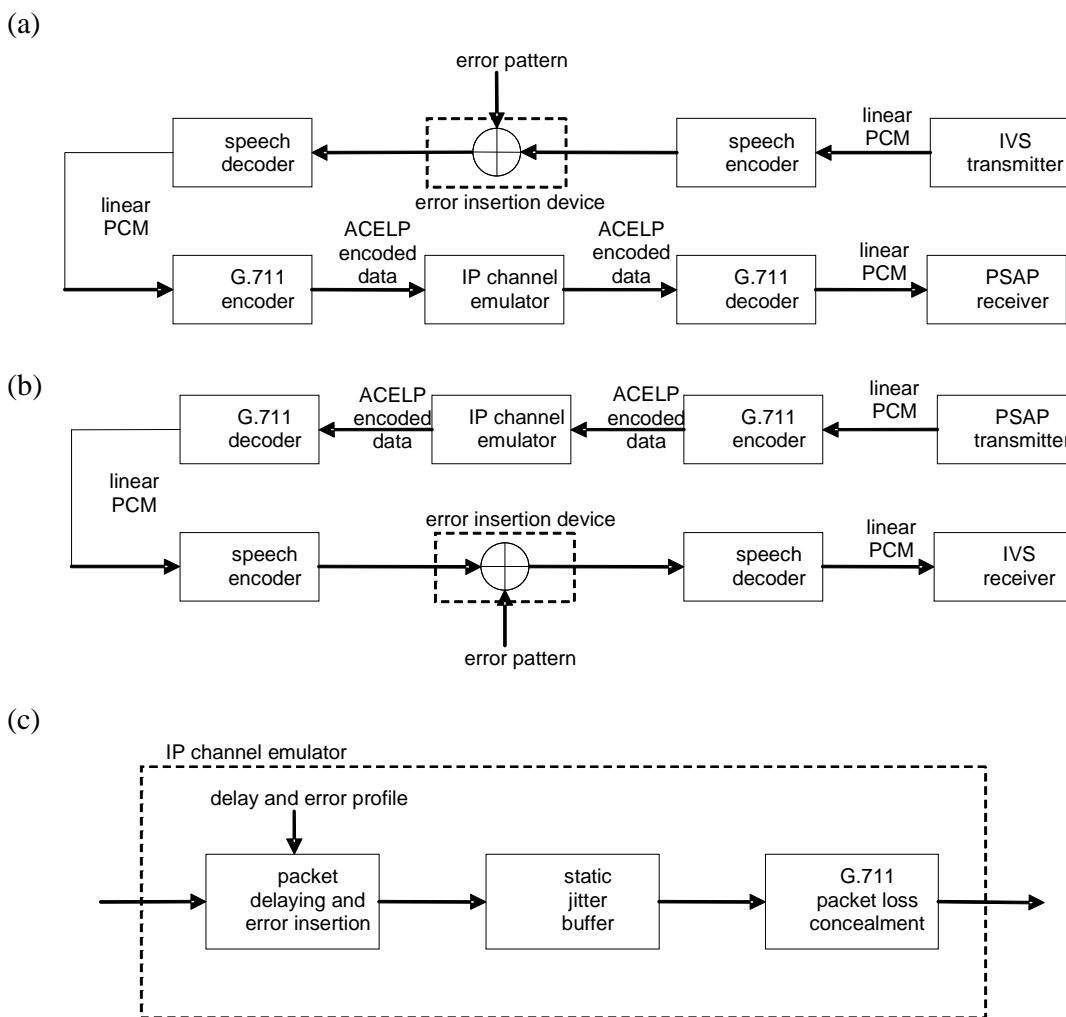 (a)
error pattern
speech
decoder
error insertion device
speech
encoder
linear
PCM
IVS
transmitter
linear
PCM
G.711
encoder
ACELP
encoded
data
IP channel
emulator
ACELP
encoded
data
G.711
decoder
linear
PCM
PSAP
receiver
(b)
G.711
decoder
ACELP
encoded
data
IP channel
emulator
ACELP
encoded
data
G.711
encoder
linear
PCM
PSAP
transmitter
linear
PCM
speech
encoder
error insertion device
error pattern
speech
decoder
linear
PCM
IVS
receiver
(c)
IP channel emulator
delay and error profile
packet
delaying and
error insertion
static
jitter
buffer
G.711
packet loss
concealment